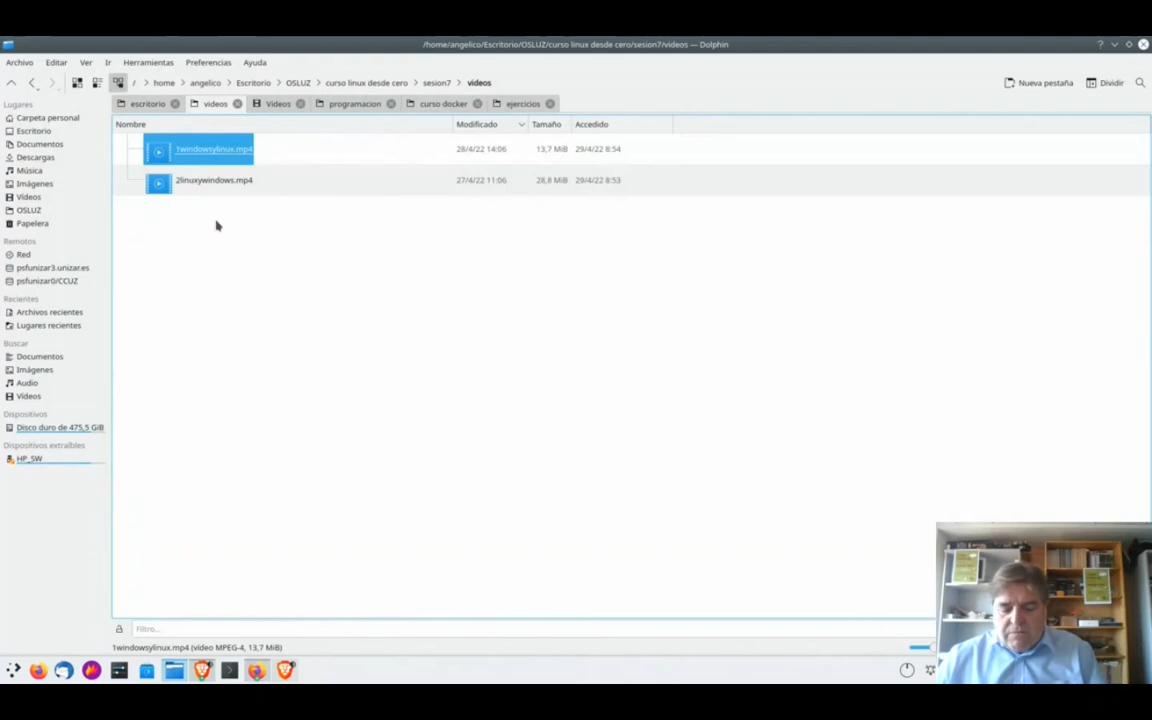 /home/angelico/Escritorio/OSLUZ/curso linux desde cero/sesion7/videos — Dolphin
Archivo Editar Ver Ir Herramientas Preferencias Ayuda
/ > home > angelico > Escritorio > OSLUZ > curso linux desde cero > sesion7 > videos
Nueva pestaña Dividir
Lugares
Carpeta personal
Escritorio
Documentos
Descargas
Música
Imágenes
Vídeos
OSLUZ
Papelera
Remotos
Red
psfunizar3.unizar.es
psfunizar0/CCUZ
Recientes
Archivos recientes
Lugares recientes
Buscar
Documentos
Imágenes
Audio
Vídeos
Dispositivos
Disco duro de 475,5 GiB
Dispositivos extraíbles
HP_SW
escritorio videos Vídeos programacion curso docker ejercicios
Nombre Modificado Tamaño Accedido
1windowsylinux.mp4 28/4/22 14:06 13,7 MiB 29/4/22 8:54
2linuxywindows.mp4 27/4/22 11:06 28,8 MiB 29/4/22 8:53
Filtro...
1windowsylinux.mp4 (vídeo MPEG-4, 13,7 MiB)